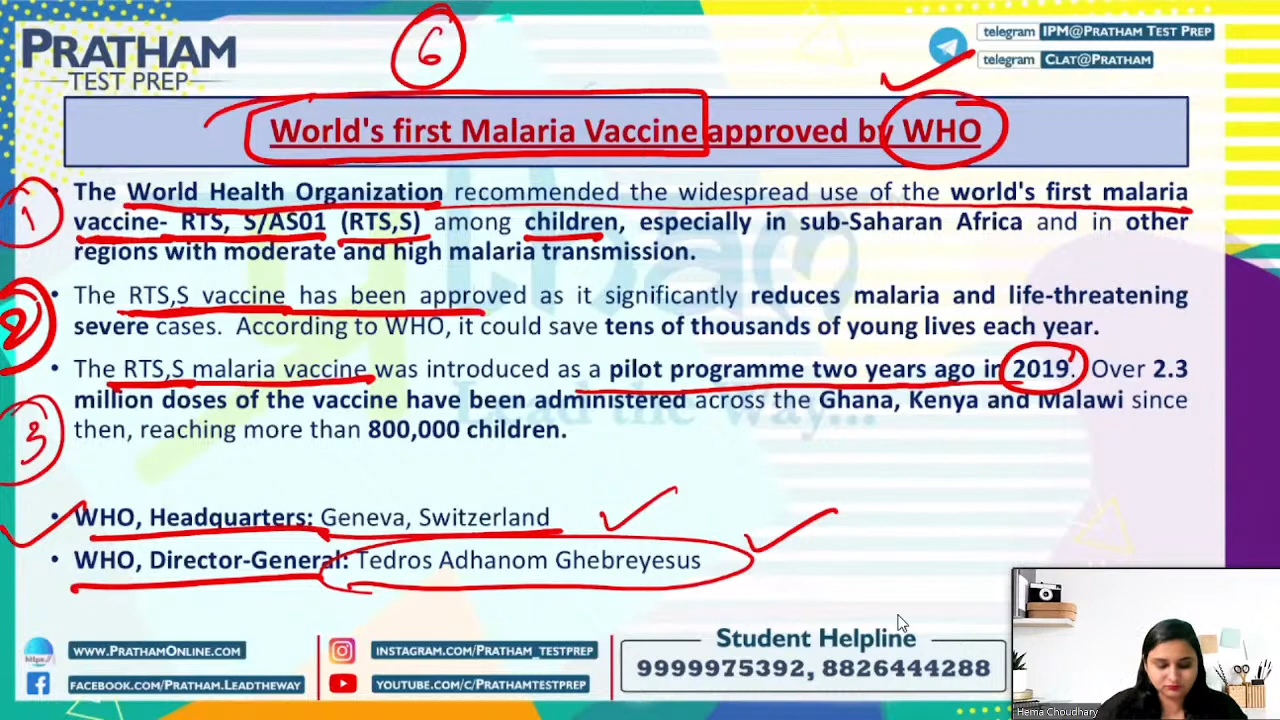 PRATHAM
TEST PREP
6
telegram IPM@PRATHAM TEST PREP
telegram CLAT@PRATHAM
World's first Malaria Vaccine approved by WHO
1
• The World Health Organization recommended the widespread use of the world's first malaria
vaccine- RTS, S/AS01 (RTS,S) among children, especially in sub-Saharan Africa and in other
regions with moderate and high malaria transmission.
2
• The RTS,S vaccine has been approved as it significantly reduces malaria and life-threatening
severe cases. According to WHO, it could save tens of thousands of young lives each year.
• The RTS,S malaria vaccine was introduced as a pilot programme two years ago in 2019. Over 2.3
million doses of the vaccine have been administered across the Ghana, Kenya and Malawi since
3
then, reaching more than 800,000 children.
Lead the Way...
• WHO, Headquarters: Geneva, Switzerland
• WHO, Director-General: Tedros Adhanom Ghebreyesus
https
WWW.PRATHAMONLINE.COM
FACEBOOK.COM/PRATHAM.LEADTHEWAY
INSTAGRAM.COM/PRATHAM_TESTPREP
YOUTUBE.COM/C/PRATHAMTESTPREP
Student Helpline
9999975392, 8826444288
Hema Choudhary